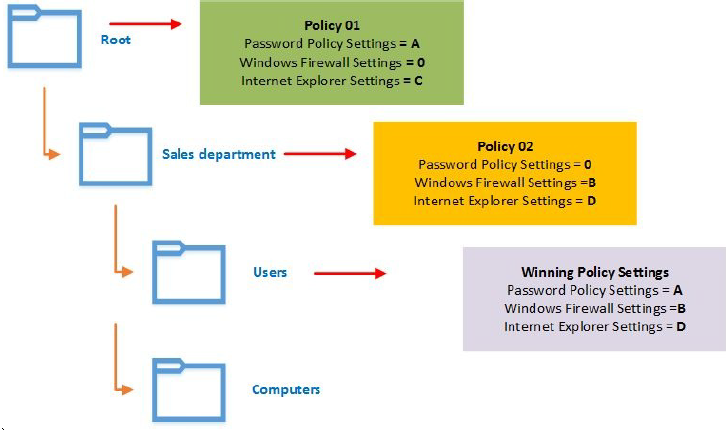 Root
Policy 01
Password Policy Settings = A
Windows Firewall Settings = 0
Internet Explorer Settings = C
Sales department
Policy 02
Password Policy Settings = 0
Windows Firewall Settings =B
Internet Explorer Settings = D
Users
Winning Policy Settings
Password Policy Settings = A
Windows Firewall Settings =B
Internet Explorer Settings = D
Computers